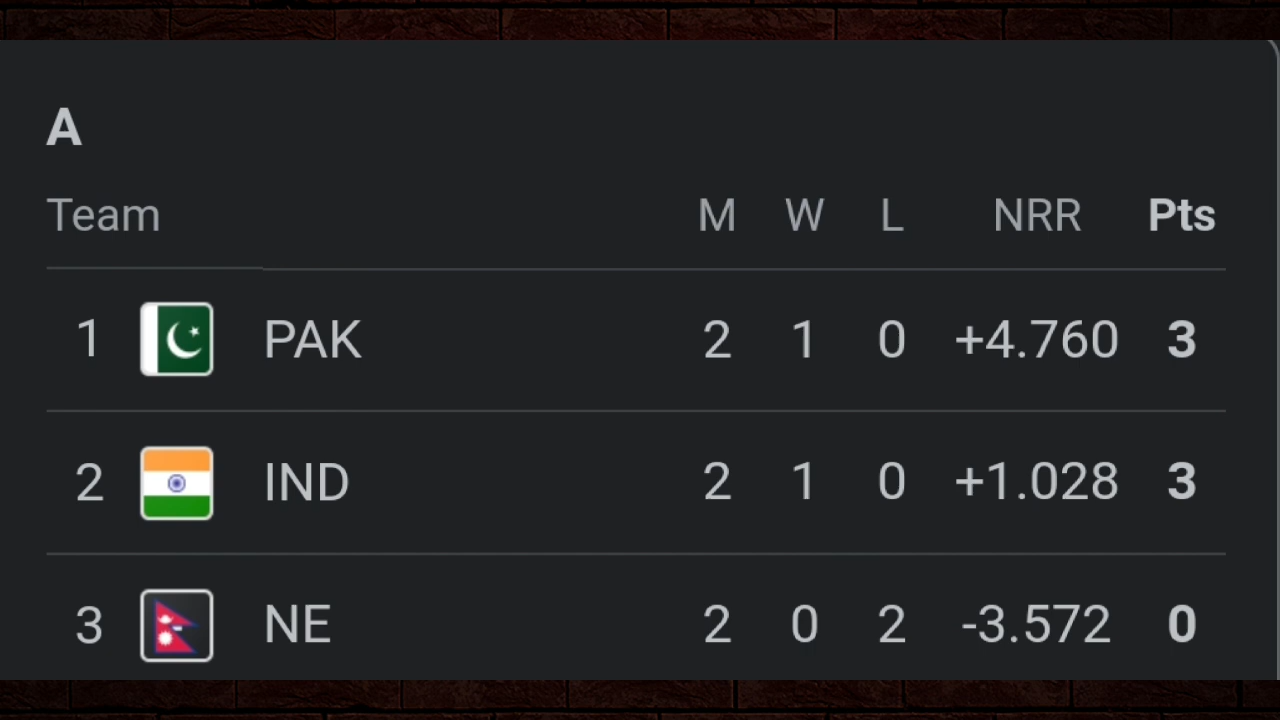 A
Team M W L NRR Pts
1 PAK 2 1 0 +4.760 3
2 IND 2 1 0 +1.028 3
3 NE 2 0 2 -3.572 0